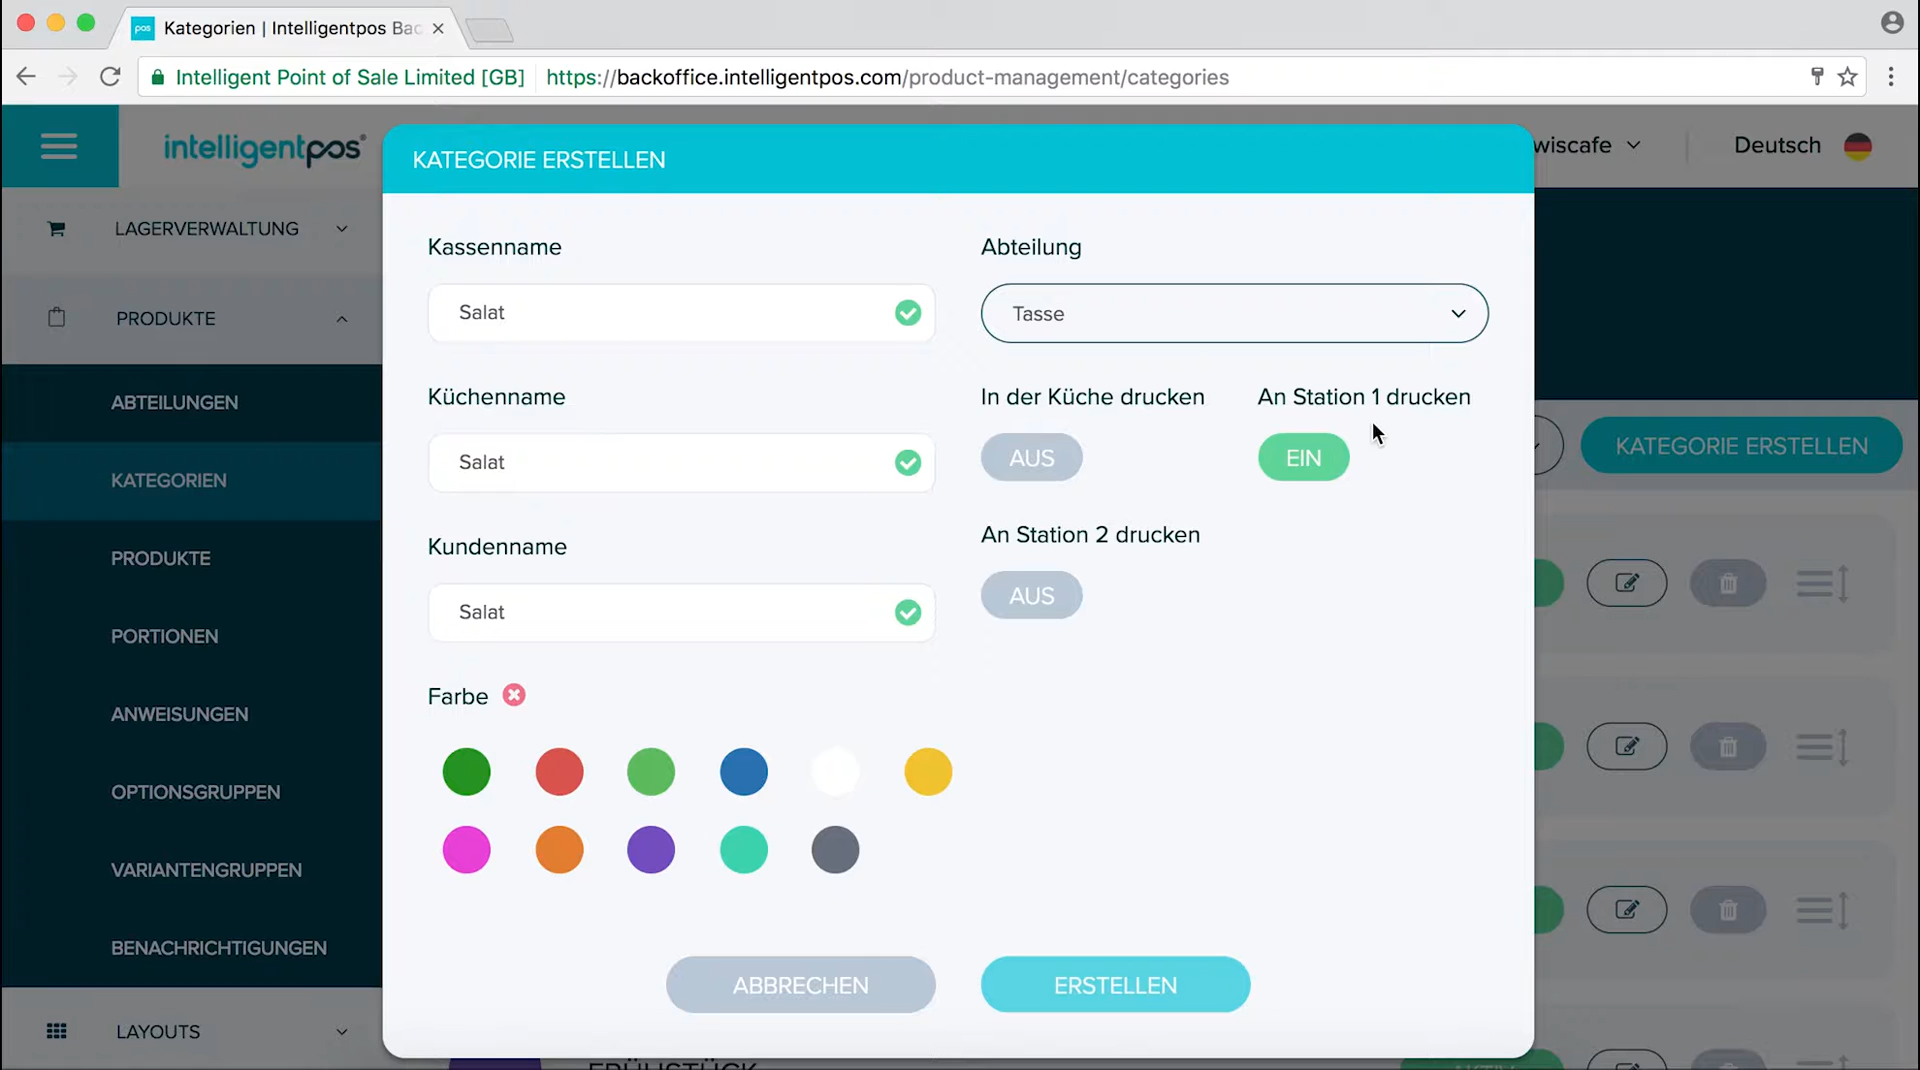 pos Kategorien | Intelligentpos Bac
Intelligent Point of Sale Limited [GB] https://backoffice.intelligentpos.com/product-management/categories
intelligentpos
wiscafe
Deutsch
LAGERVERWALTUNG
PRODUKTE
ABTEILUNGEN
KATEGORIEN
PRODUKTE
PORTIONEN
ANWEISUNGEN
OPTIONSGRUPPEN
VARIANTENGRUPPEN
BENACHRICHTIGUNGEN
LAYOUTS
KATEGORIE ERSTELLEN
Kassenname
Salat
Küchenname
Salat
Kundenname
Salat
Farbe
Abteilung
Tasse
In der Küche drucken
AUS
An Station 1 drucken
EIN
An Station 2 drucken
AUS
ABBRECHEN
ERSTELLEN
KATEGORIE ERSTELLEN
FRÜHSTÜCK
AKTIV